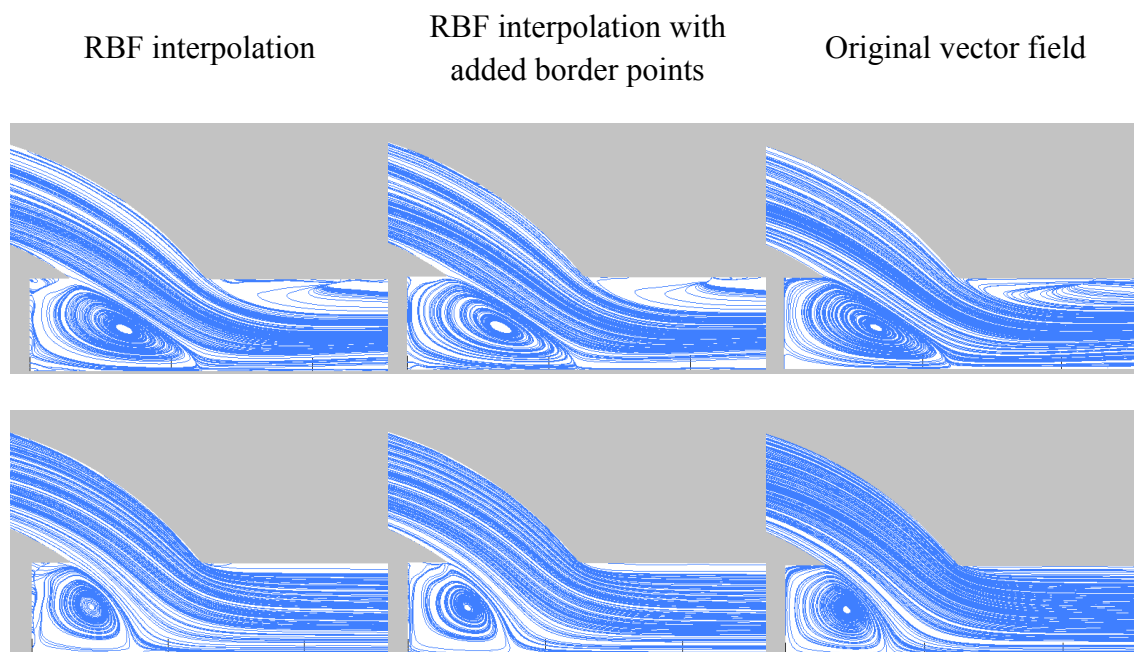 RBF interpolation
RBF interpolation with
added border points
Original vector field